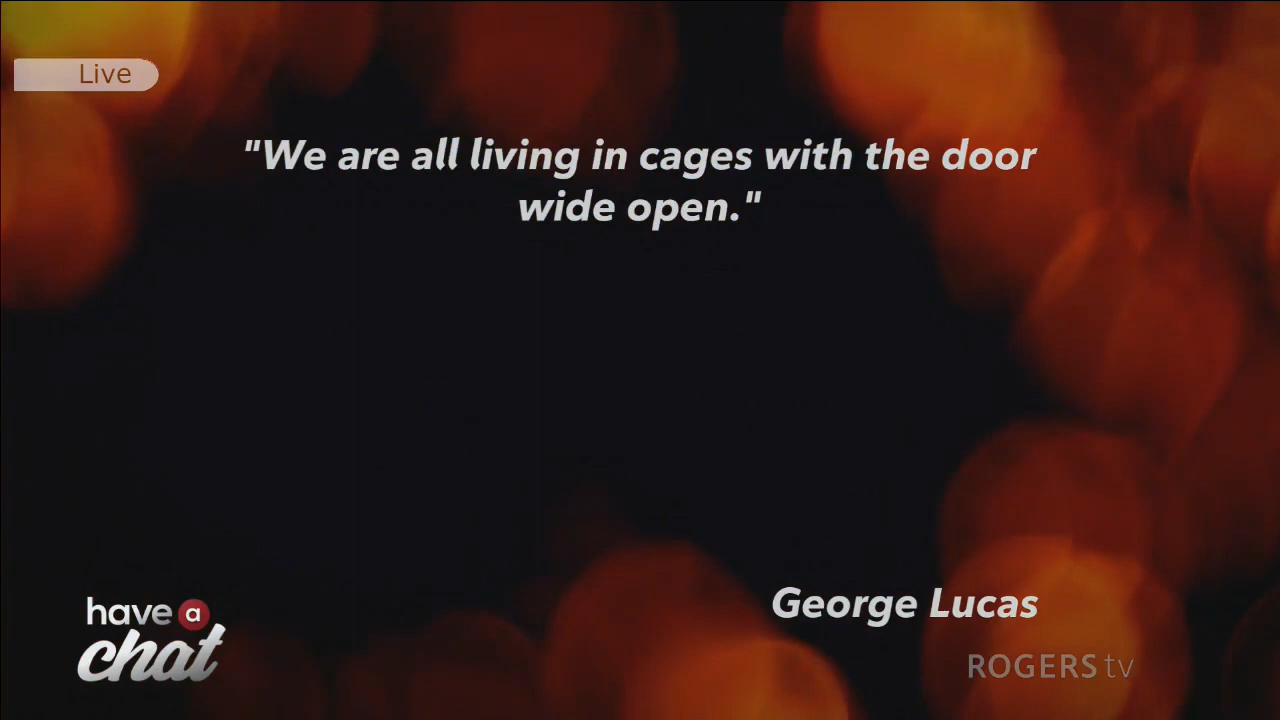 Live
"We are all living in cages with the door
wide open."
George Lucas
have a
chat
ROGERS tv